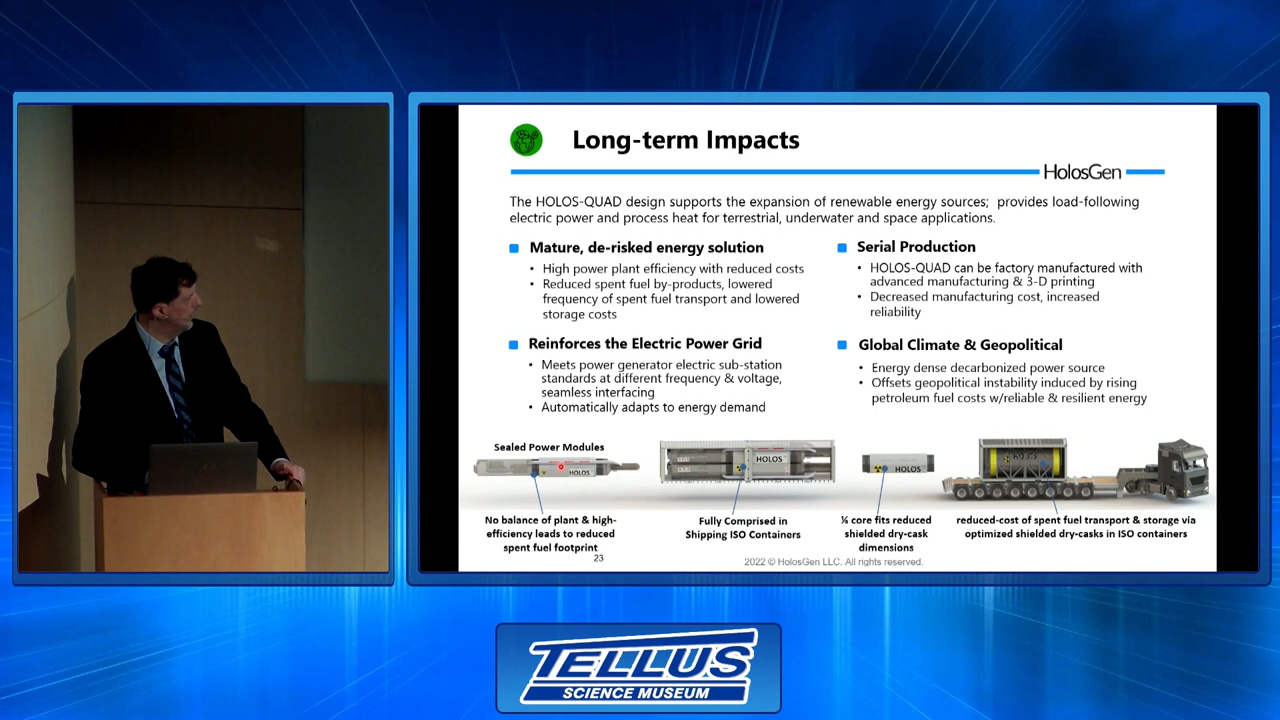 Long-term Impacts
HolosGen
The HOLOS-QUAD design supports the expansion of renewable energy sources; provides load-following
electric power and process heat for terrestrial, underwater and space applications.
Mature, de-risked energy solution
• High power plant efficiency with reduced costs
• Reduced spent fuel by-products, lowered
frequency of spent fuel transport and lowered
storage costs
Reinforces the Electric Power Grid
• Meets power generator electric sub-station
standards at different frequency & voltage,
seamless interfacing
• Automatically adapts to energy demand
Serial Production
• HOLOS-QUAD can be factory manufactured with
advanced manufacturing & 3-D printing
• Decreased manufacturing cost, increased
reliability
Global Climate & Geopolitical
• Energy dense decarbonized power source
• Offsets geopolitical instability induced by rising
petroleum fuel costs w/reliable & resilient energy
Sealed Power Modules
HOLOS
HOLOS
HOLOS
HOLOS
No balance of plant & high-
efficiency leads to reduced
spent fuel footprint
Fully Comprised in
Shipping ISO Containers
¼ core fits reduced
shielded dry-cask
dimensions
reduced-cost of spent fuel transport & storage via
optimized shielded dry-casks in ISO containers
23
2022 © HolosGen LLC. All rights reserved.
TELLUS
SCIENCE MUSEUM